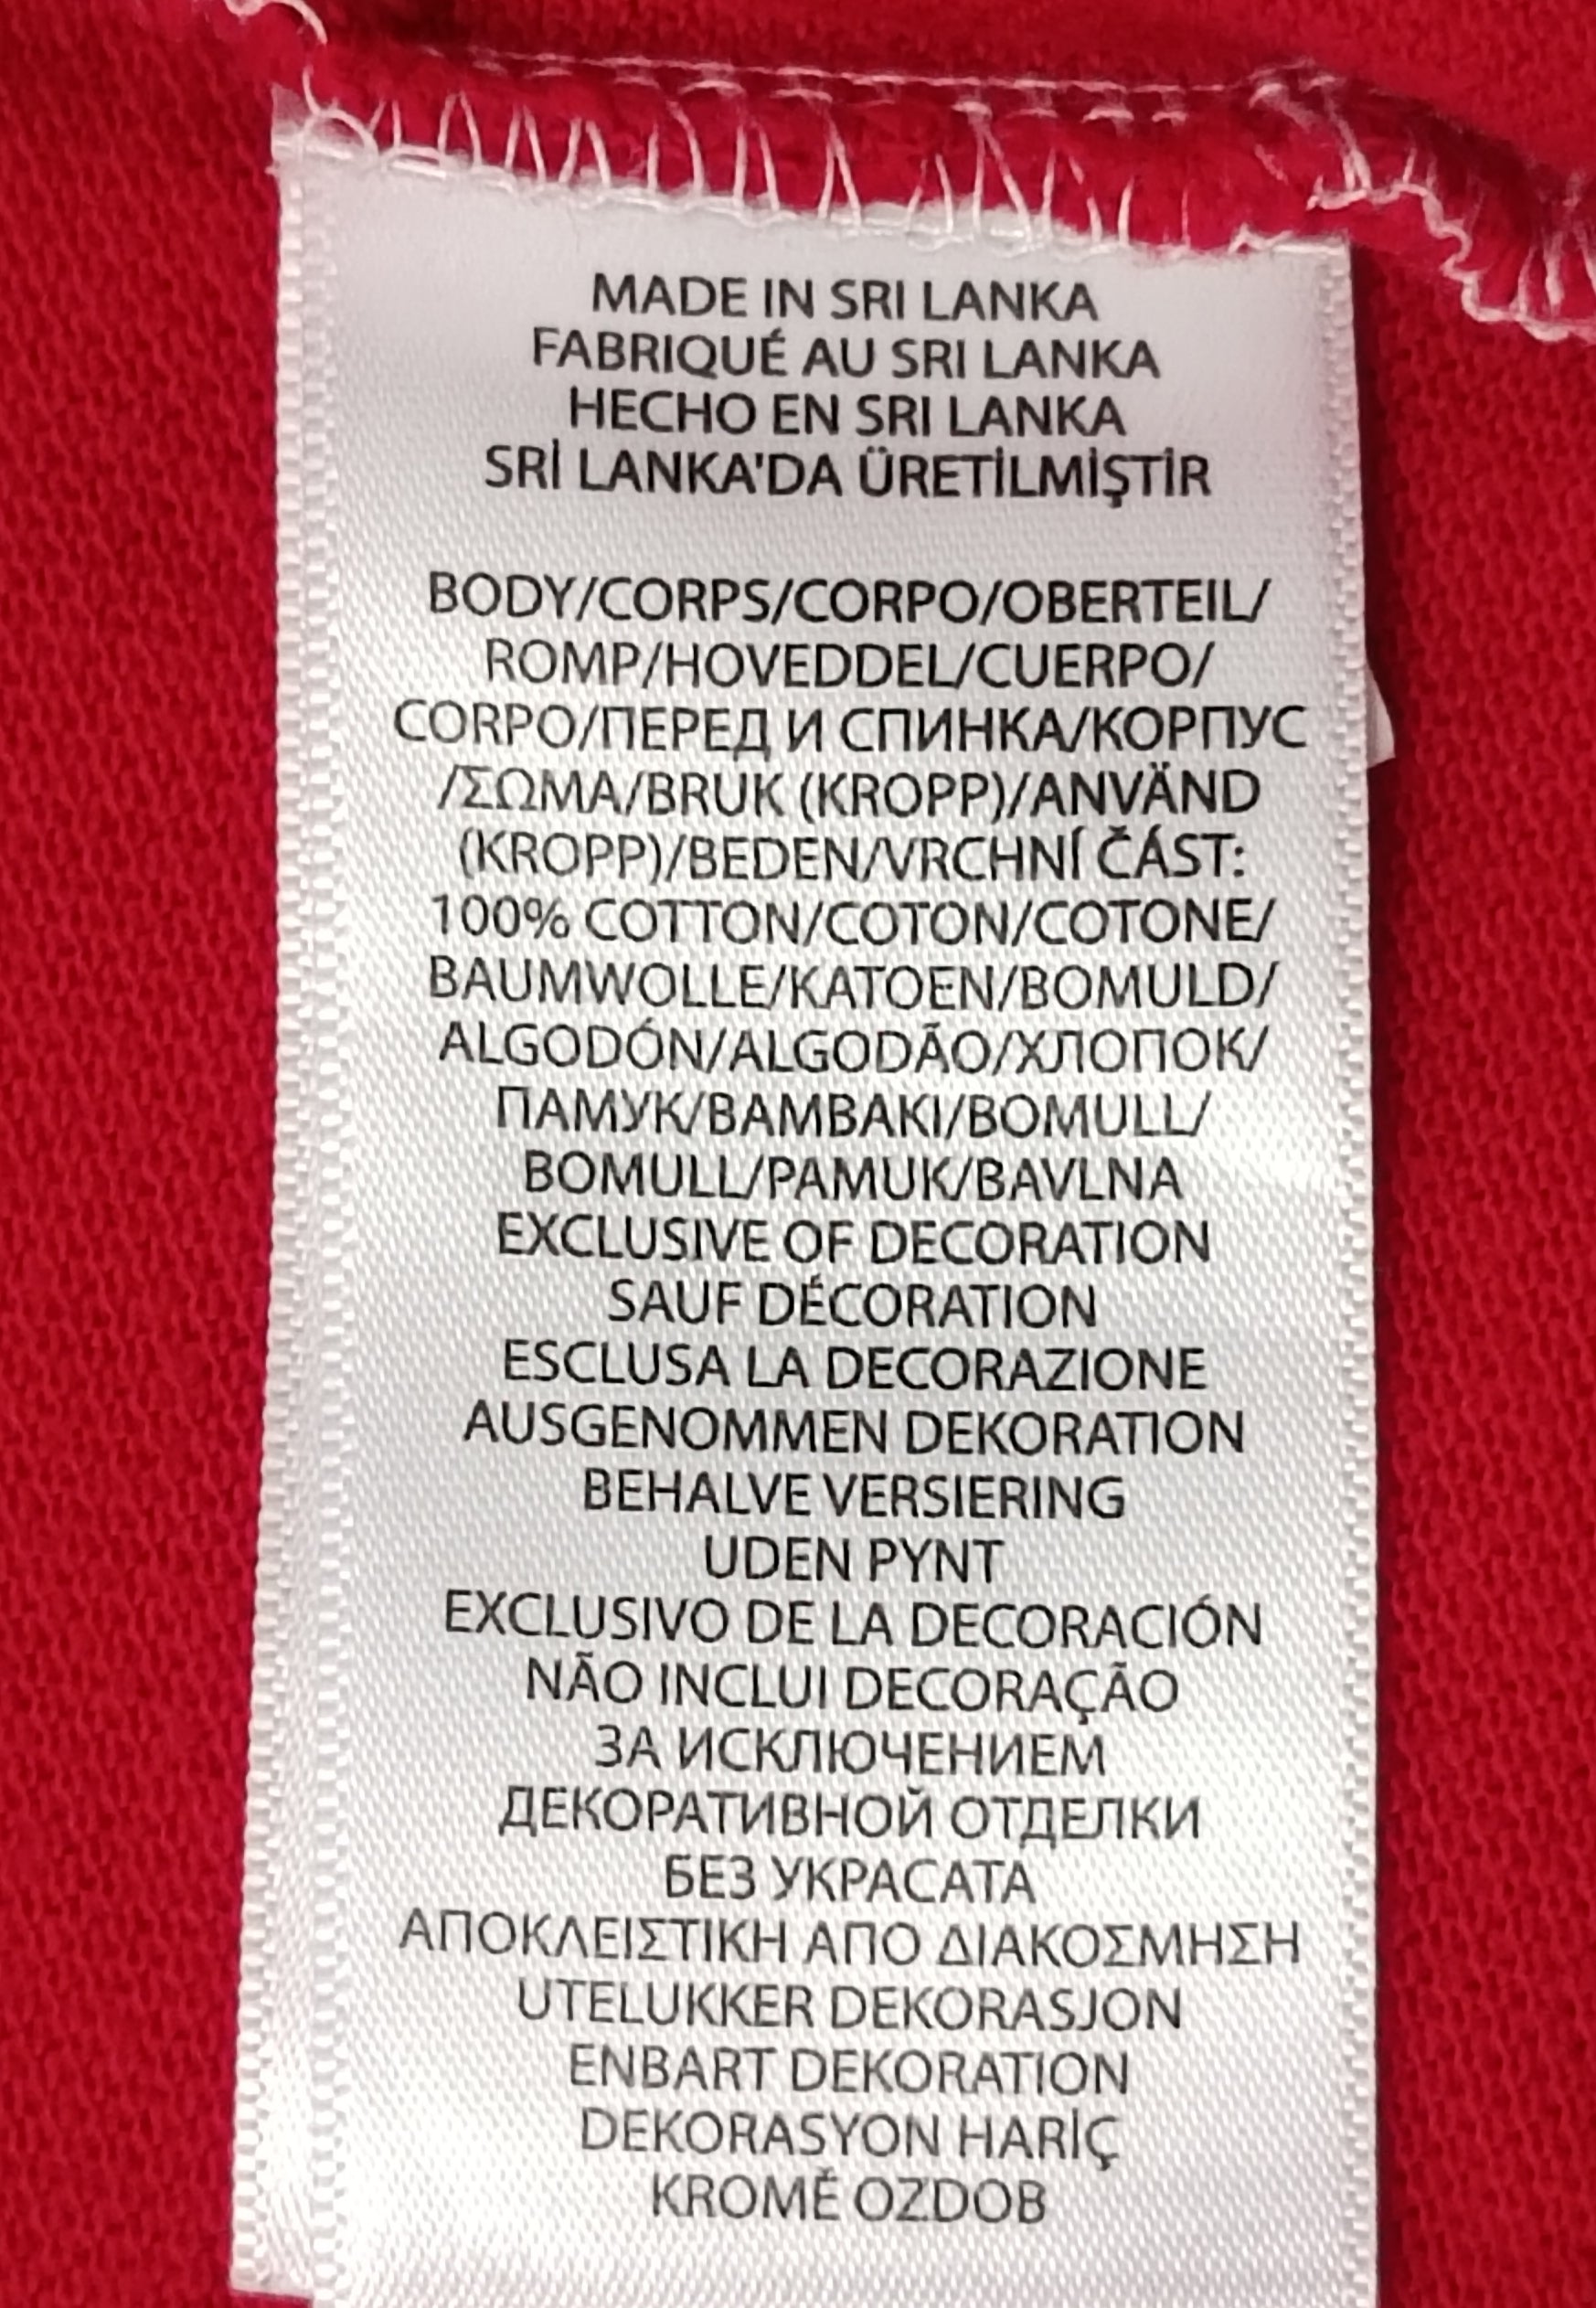 MADE IN SRI LANKA
FABRIQUÉ AU SRI LANKA
HECHO EN SRI LANKA
SRİ LANKA'DA ÜRETİLMİŞTİR
BODY/CORPS/CORPO/OBERTEIL/
ROMP/HOVEDDEL/CUERPO/
CORPO/ПЕРЕД И СПИНКА/КОРПУС
/ΣΩΜΑ/BRUK (KROPP)/ANVÄND
(KROPP)/BEDEN/VRCHNÍ ČÁST:
100% COTTON/COTON/COTONE/
BAUMWOLLE/KATOEN/BOMULD/
ALGODÓN/ALGODÃO/ХЛОПОК/
ПАМУК/ΒΑΜΒΑΚΙ/BOMULL/
BOMULL/PAMUK/BAVLNA
EXCLUSIVE OF DECORATION
SAUF DÉCORATION
ESCLUSA LA DECORAZIONE
AUSGENOMMEN DEKORATION
BEHALVE VERSIERING
UDEN PYNT
EXCLUSIVO DE LA DECORACIÓN
NÃO INCLUI DECORAÇÃO
ЗА ИСКЛЮЧЕНИЕМ
ДЕКОРАТИВНОЙ ОТДЕЛКИ
БЕЗ УКРАСАТА
ΑΠΟΚΛΕΙΣΤΙΚΗ ΑΠΟ ΔΙΑΚΟΣΜΗΣΗ
UTELUKKER DEKORASJON
ENBART DEKORATION
DEKORASYON HARİÇ
KROMĚ OZDOB